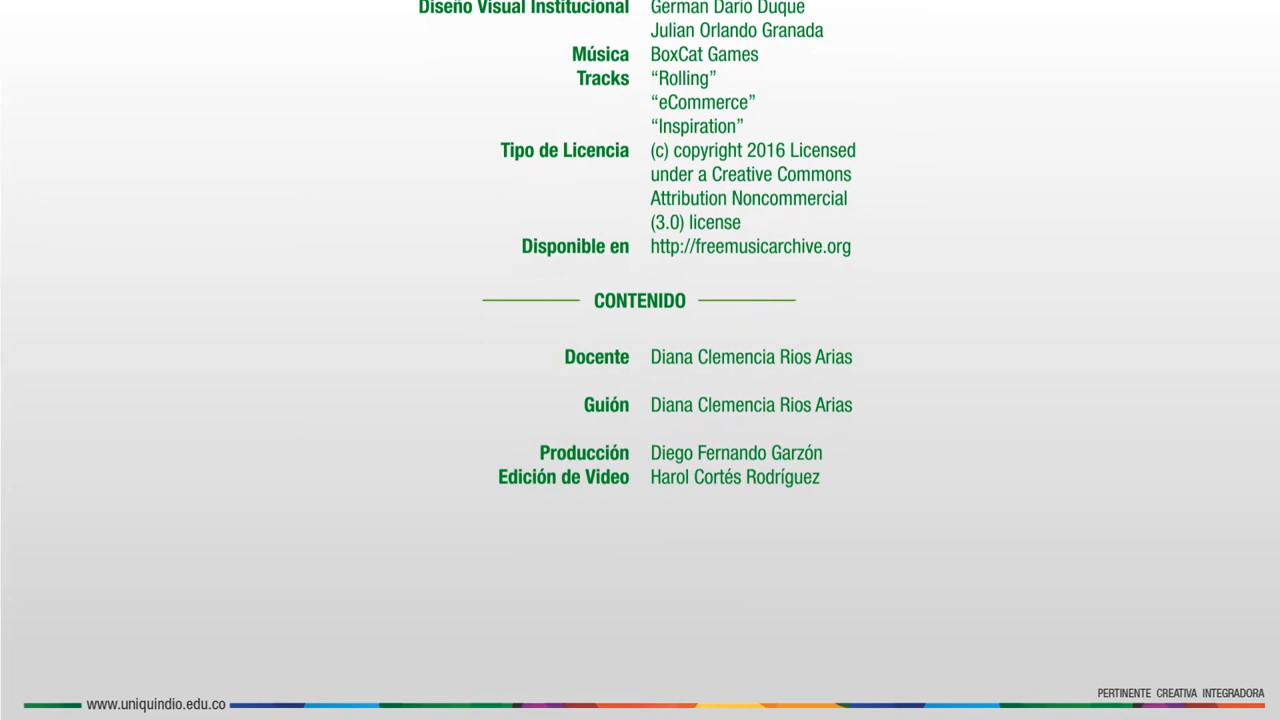 Diseño Visual Institucional German Dario Duque
Julian Orlando Granada
Música BoxCat Games
Tracks “Rolling”
“eCommerce”
“Inspiration”
Tipo de Licencia (c) copyright 2016 Licensed
under a Creative Commons
Attribution Noncommercial
(3.0) license
Disponible en http://freemusicarchive.org
CONTENIDO
Docente Diana Clemencia Rios Arias
Guión Diana Clemencia Rios Arias
Producción Diego Fernando Garzón
Edición de Video Harol Cortés Rodríguez
PERTINENTE CREATIVA INTEGRADORA
www.uniquindio.edu.co